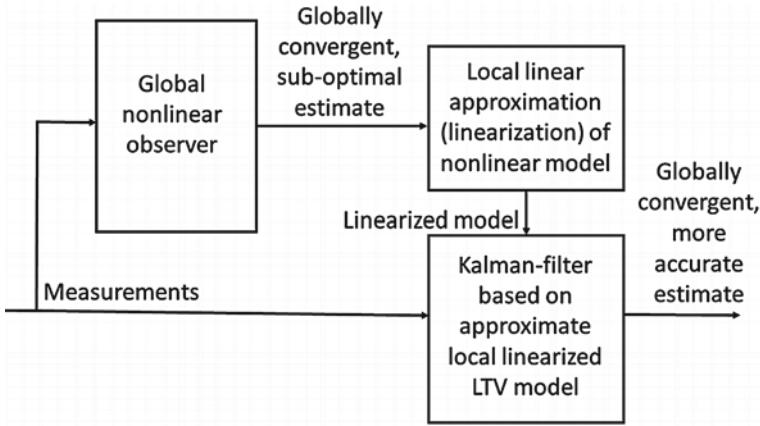 Global
nonlinear
observer
Globally
convergent,
sub-optimal
estimate
Local linear
approximation
(linearization) of
nonlinear model
Linearized model
Measurements
Kalman-filter
based on
approximate
local linearized
LTV model
Globally
convergent,
more
accurate
estimate